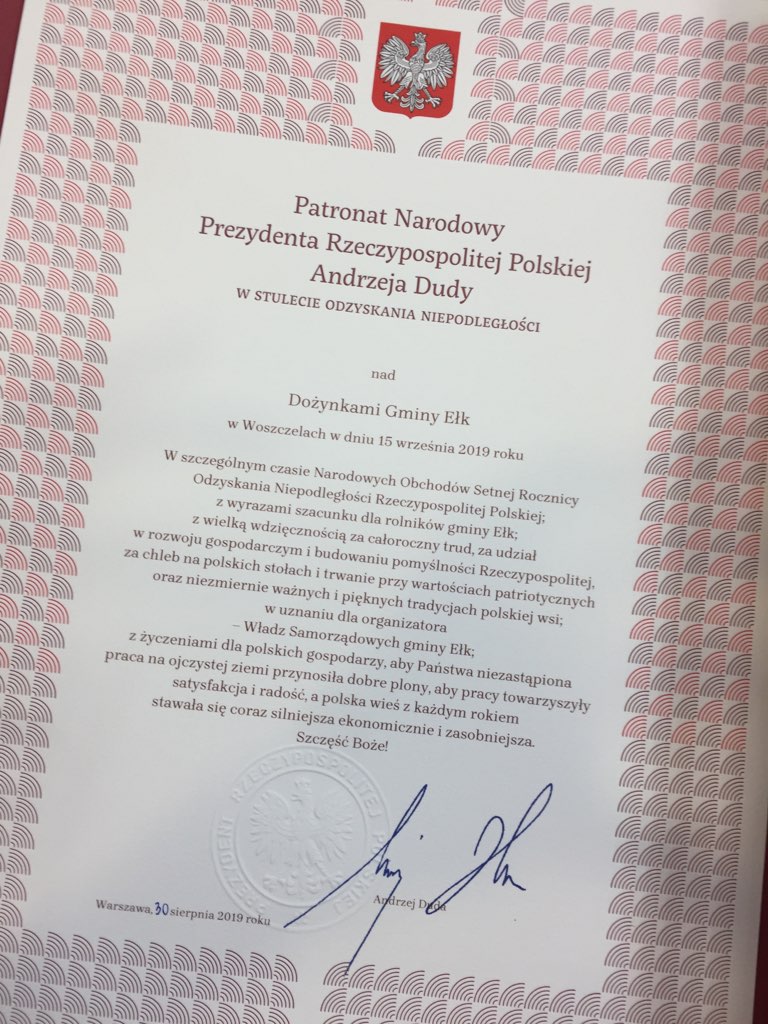 Patronat Narodowy
Prezydenta Rzeczypospolitej Polskiej
Andrzeja Dudy
W STULECIE ODZYSKANIA NIEPODLEGŁOŚCI
nad
Dożynkami Gminy Ełk
w Woszczelach w dniu 15 września 2019 roku
W szczególnym czasie Narodowych Obchodów Setnej Rocznicy
Odzyskania Niepodległości Rzeczypospolitej Polskiej;
z wyrazami szacunku dla rolników gminy Ełk;
z wielką wdzięcznością za całoroczny trud, za udział
w rozwoju gospodarczym i budowaniu pomyślności Rzeczypospolitej,
za chleb na polskich stołach i trwanie przy wartościach patriotycznych
oraz niezmiernie ważnych i pięknych tradycjach polskiej wsi;
w uznaniu dla organizatora
– Władz Samorządowych gminy Ełk;
z życzeniami dla polskich gospodarzy, aby Państwa niezastąpiona
praca na ojczystej ziemi przynosiła dobre plony, aby pracy towarzyszyły
satysfakcja i radość, a polska wieś z każdym rokiem
stawała się coraz silniejsza ekonomicznie i zasobniejsza.
Szczęść Boże!
PREZYDENT RZECZYPOSPOLITEJ POLSKIEJ
Andrzej Duda
Warszawa, 30 sierpnia 2019 roku